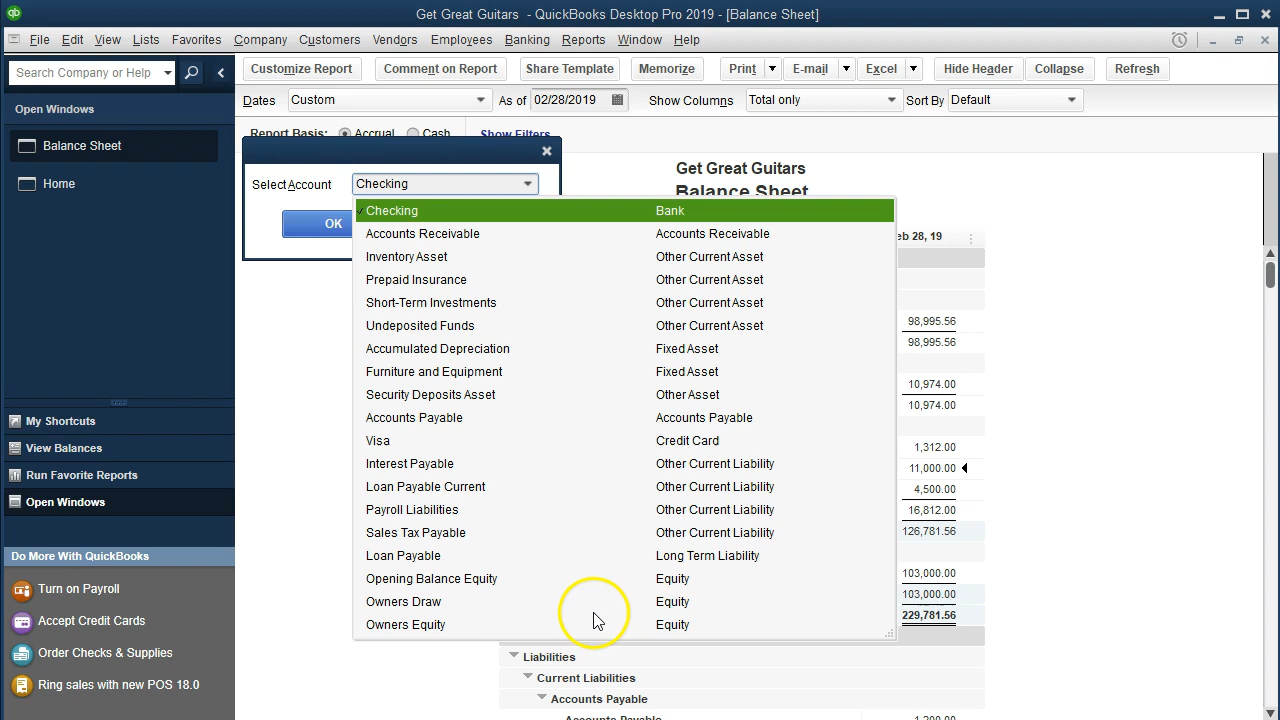 qb
Get Great Guitars - QuickBooks Desktop Pro 2019 - [Balance Sheet]
File Edit View Lists Favorites Company Customers Vendors Employees Banking Reports Window Help
Search Company or Help
Customize Report Comment on Report Share Template Memorize Print E-mail Excel Hide Header Collapse Refresh
Open Windows
Dates Custom As of 02/28/2019 Show Columns Total only Sort By Default
Report Basis: Accrual Cash Show Filters
Balance Sheet
Home
Select Account Checking
OK
Get Great Guitars
Balance Sheet
eb 28, 19
Checking Bank
Accounts Receivable Accounts Receivable
Inventory Asset Other Current Asset
Prepaid Insurance Other Current Asset
Short-Term Investments Other Current Asset
Undeposited Funds Other Current Asset
Accumulated Depreciation Fixed Asset
Furniture and Equipment Fixed Asset
Security Deposits Asset Other Asset
Accounts Payable Accounts Payable
Visa Credit Card
Interest Payable Other Current Liability
Loan Payable Current Other Current Liability
Payroll Liabilities Other Current Liability
Sales Tax Payable Other Current Liability
Loan Payable Long Term Liability
Opening Balance Equity Equity
Owners Draw Equity
Owners Equity Equity
98,995.56
98,995.56
10,974.00
10,974.00
1,312.00
11,000.00
4,500.00
16,812.00
126,781.56
103,000.00
103,000.00
229,781.56
Liabilities
Current Liabilities
Accounts Payable
Accounts Payable 1,200.00
My Shortcuts
View Balances
Run Favorite Reports
Open Windows
Do More With QuickBooks
Turn on Payroll
Accept Credit Cards
Order Checks & Supplies
Ring sales with new POS 18.0